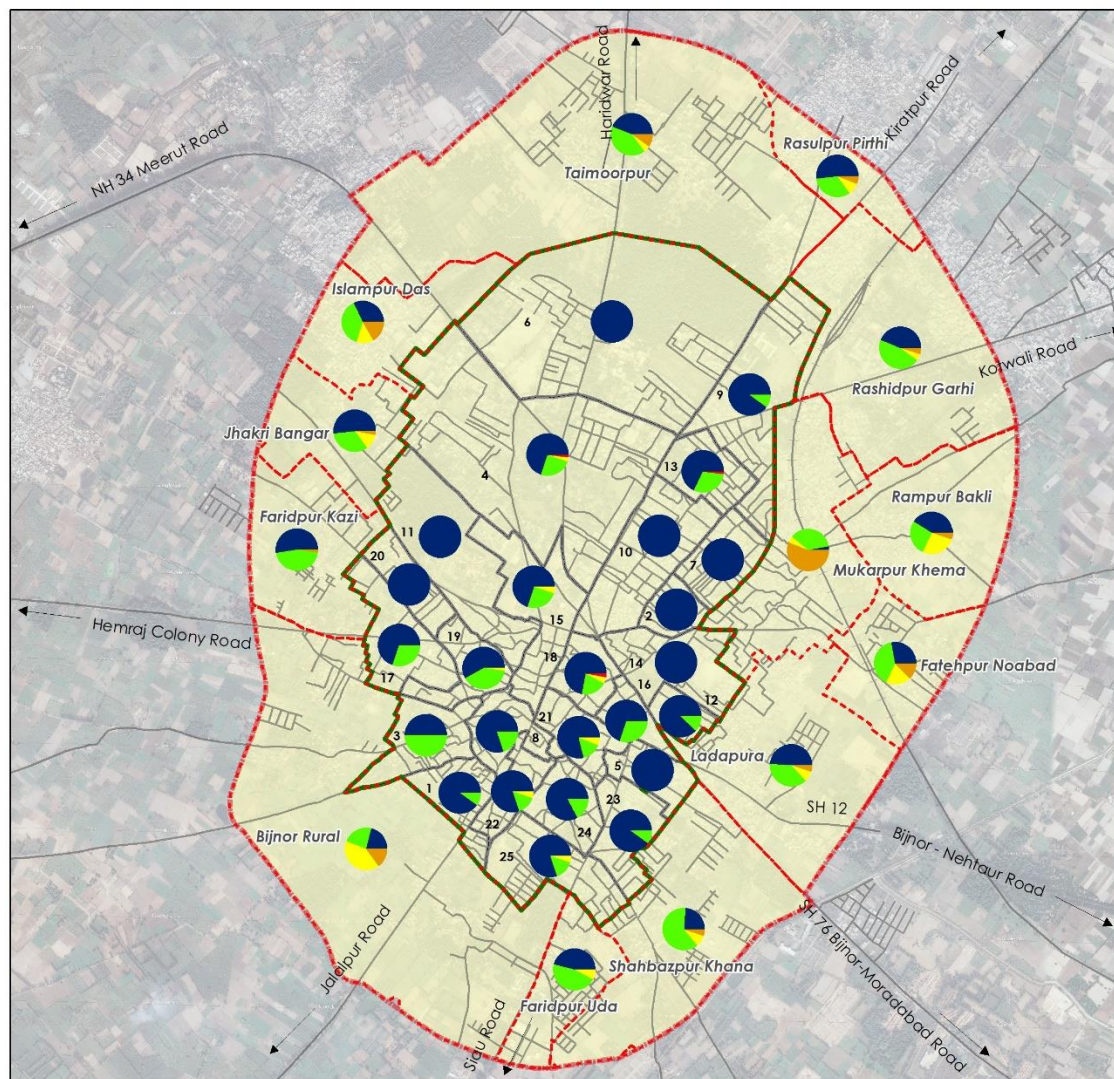 Haridwar Road
Kiratpur Road
NH 34 Meerut Road
Rasulpur Pirthi
Taimoorpur
Islampur Das
6
Kotwali Road
Rashidpur Garhi
9
Jhakri Bangar
13
4
Rampur Bakli
Faridpur Kazi
11
10
Mukarpur Khema
20
7
2
Hemraj Colony Road
15
19
18
14
Fatehpur Noabad
17
16
12
21
3
8
Ladapura
5
1
SH 12
23
22
24
Bijnor Rural
Bijnor - Nehtaur Road
25
SH 76 Bijnor-Moradabad Road
Jalalpur Road
Shahbazpur Khana
Faridpur Uda
Siau Road